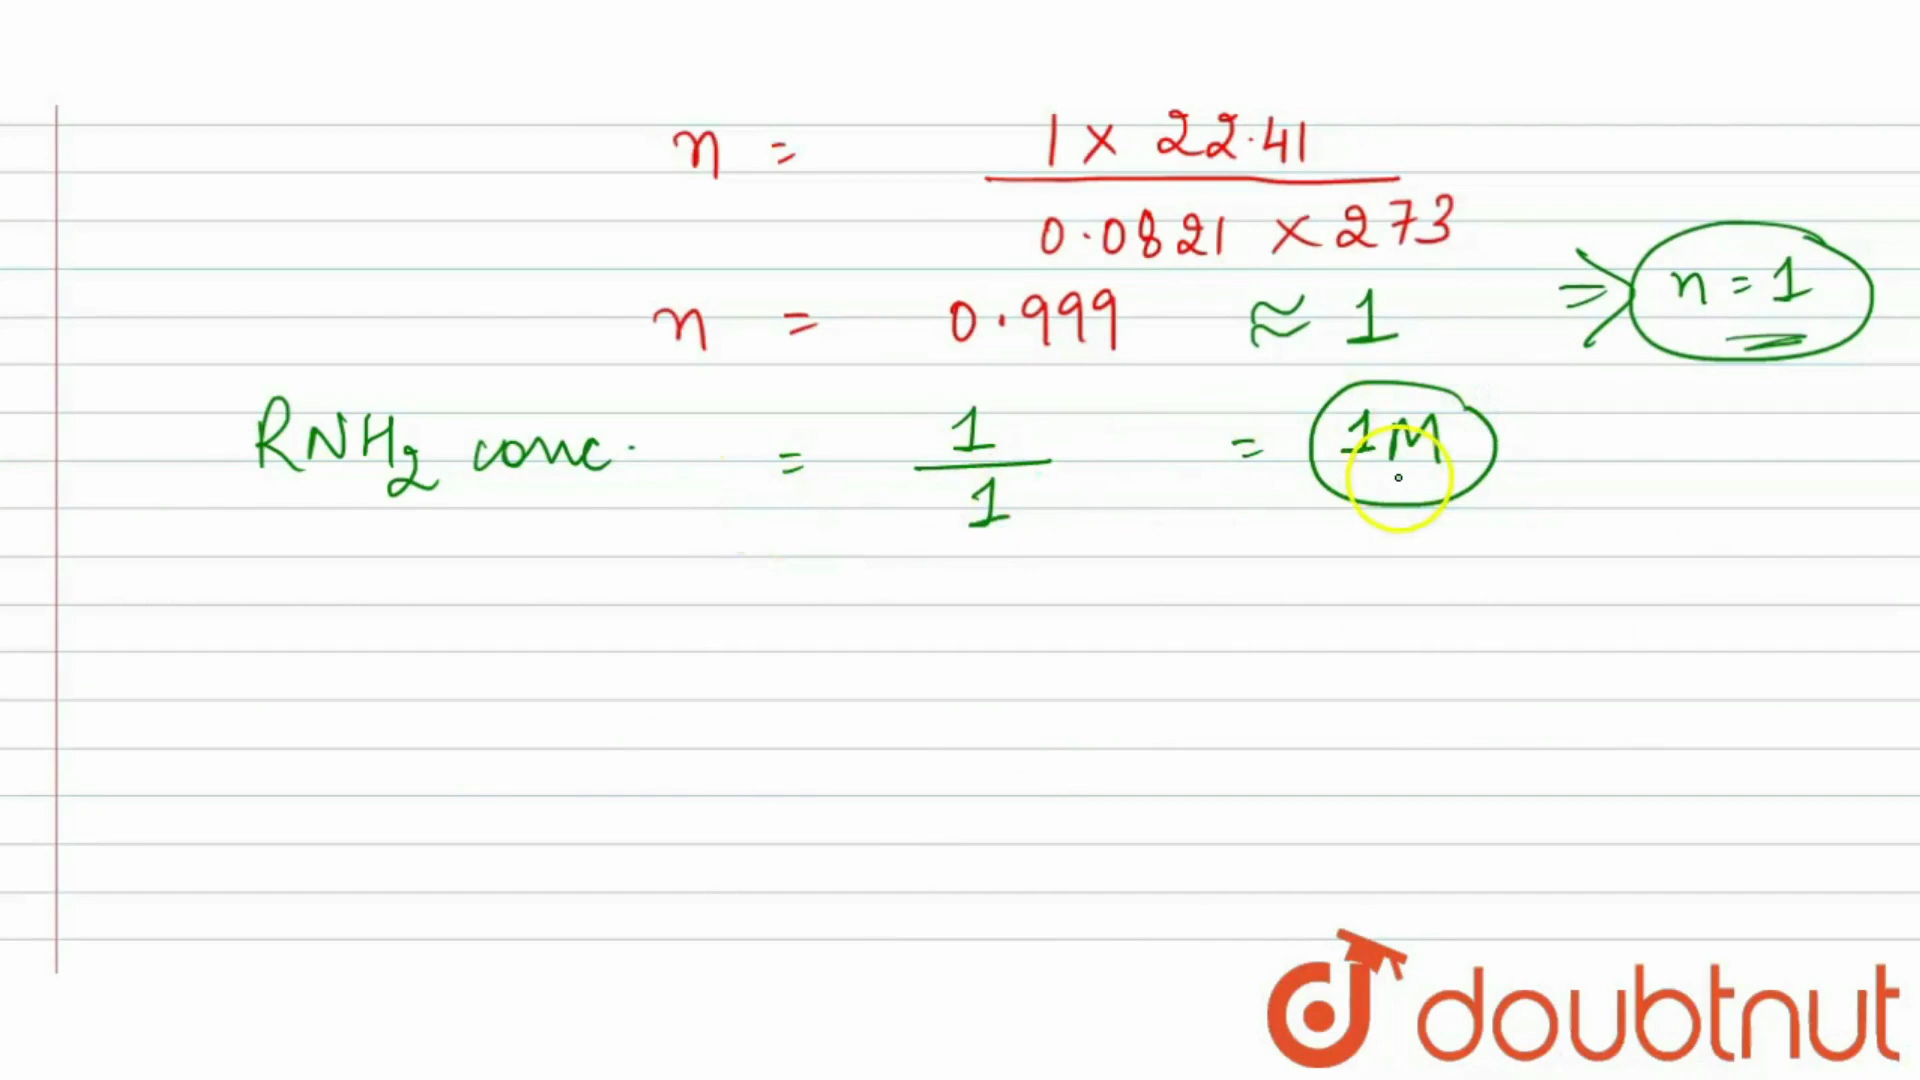 n = 1 × 22.41 / 0.0821 × 273
n = 0.999 ≈ 1 ⇒ n = 1
RNH₂ conc. = 1/1 = 1M
doubtnut